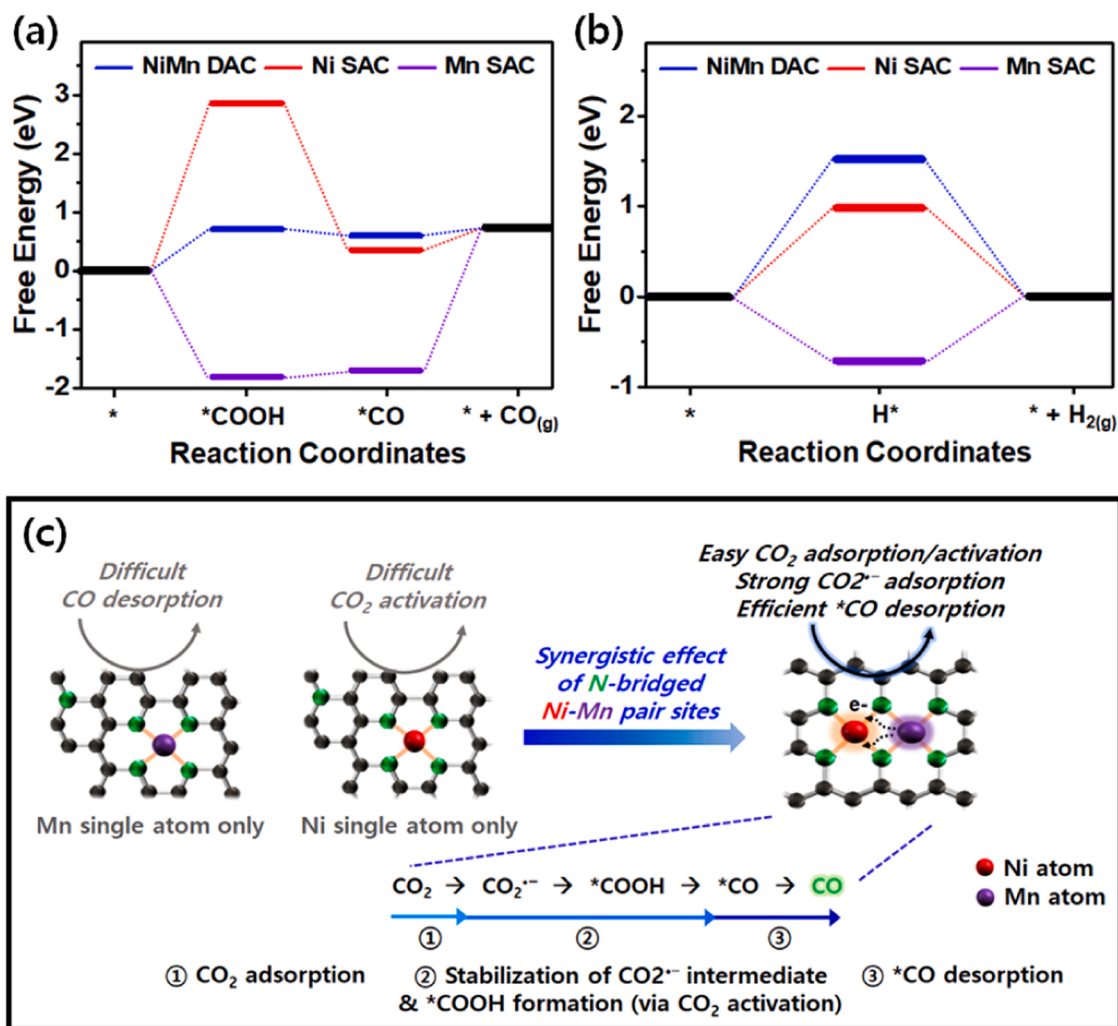 (a)
NiMn DAC Ni SAC Mn SAC
Free Energy (eV)
3
2
1
0
-1
-2
* *COOH *CO * + CO(g)
Reaction Coordinates
(b)
NiMn DAC Ni SAC Mn SAC
Free Energy (eV)
2
1
0
-1
* H* * + H2(g)
Reaction Coordinates
(c)
Difficult
CO desorption
Mn single atom only
Difficult
CO2 activation
Ni single atom only
Synergistic effect
of N-bridged
Ni-Mn pair sites
Easy CO2 adsorption/activation
Strong CO2•− adsorption
Efficient *CO desorption
e-
Ni atom
Mn atom
CO2 → CO2•− → *COOH → *CO → CO
① ② ③
① CO2 adsorption ② Stabilization of CO2•− intermediate ③ *CO desorption
& *COOH formation (via CO2 activation)